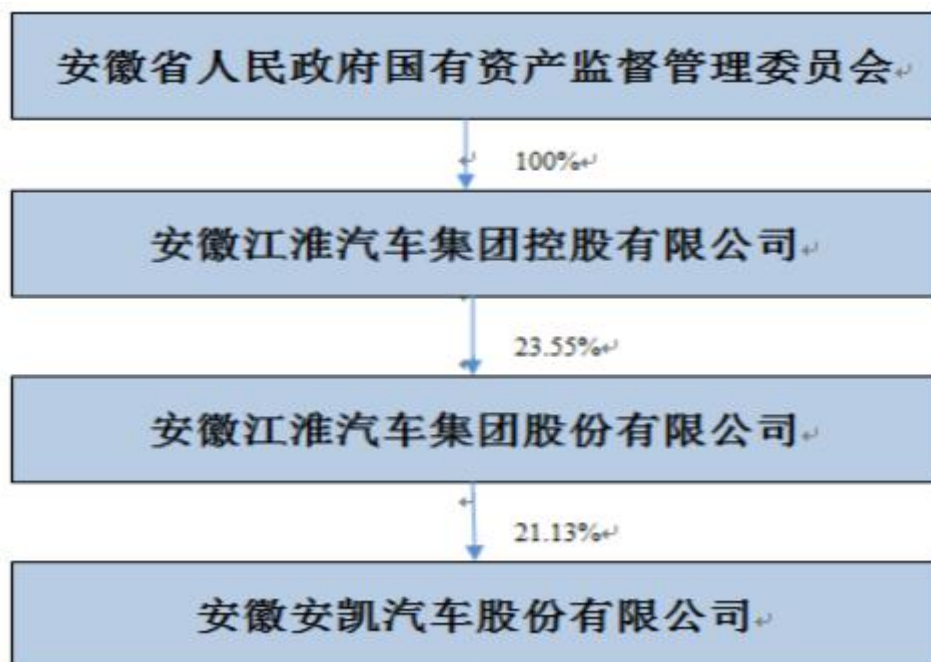 安徽省人民政府国有资产监督管理委员会
100%
安徽江淮汽车集团控股有限公司
23.55%
安徽江淮汽车集团股份有限公司
21.13%
安徽安凯汽车股份有限公司